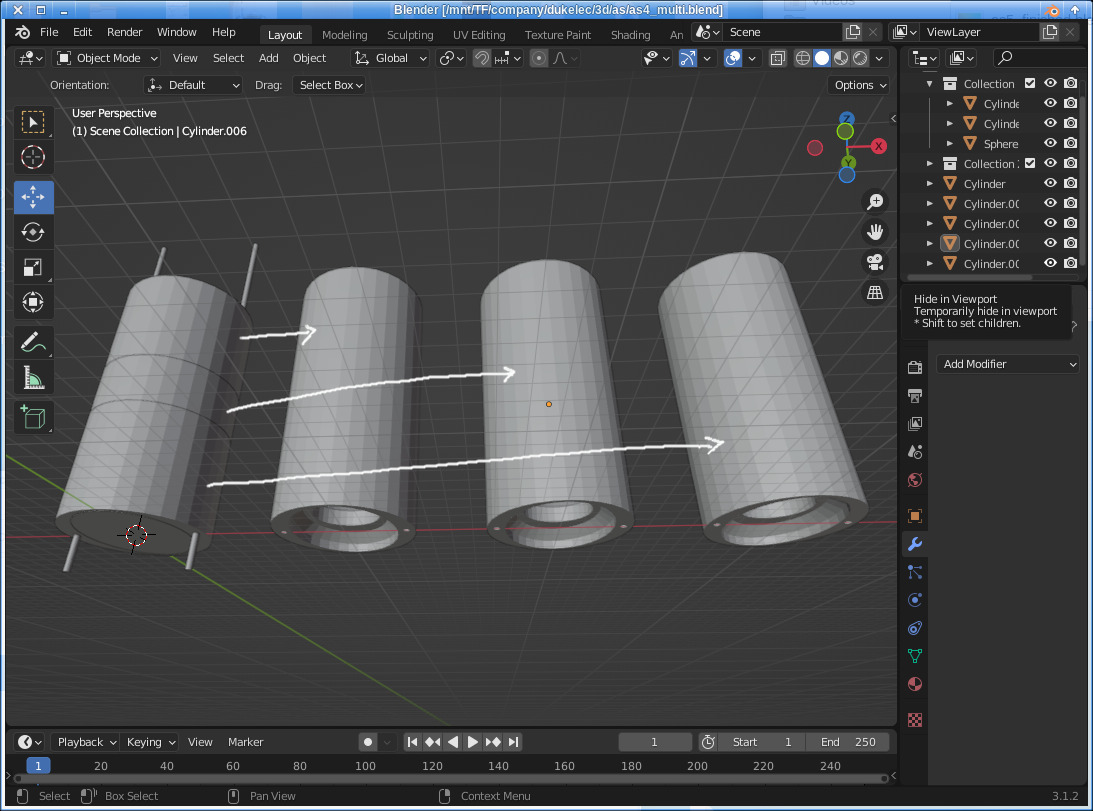 Blender [/mnt/TF/company/dukelec/3d/as/as4_multi.blend]
File Edit Render Window Help Layout Modeling Sculpting UV Editing Texture Paint Shading An Scene ViewLayer
Object Mode View Select Add Object Global
Orientation: Default Drag: Select Box Options
User Perspective
(1) Scene Collection | Cylinder.006
Z
X
Y
Collection
Cylinde
Cylinde
Sphere
Collection
Cylinder
Cylinder.00
Cylinder.00
Cylinder.00
Cylinder.00
Hide in Viewport
Temporarily hide in viewport
* Shift to set children.
Add Modifier
Playback Keying View Marker 1 Start 1 End 250
1 20 40 60 80 100 120 140 160 180 200 220 240
Select Box Select Pan View Context Menu 3.1.2